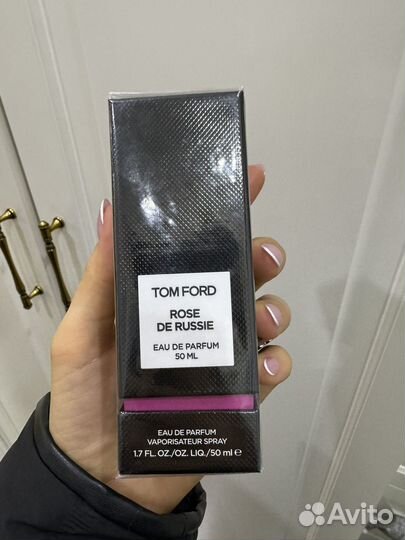 TOM FORD
ROSE
DE RUSSIE
EAU DE PARFUM
50 ML
EAU DE PARFUM
VAPORISATEUR SPRAY
1.7 FL. OZ./OZ. LIQ./50 ml e
Avito